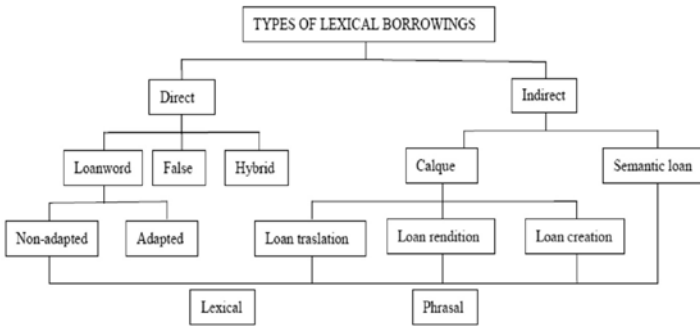 TYPES OF LEXICAL BORROWINGS
Direct
Indirect
Loanword
False
Hybrid
Calque
Semantic loan
Non-adapted
Adapted
Loan traslation
Loan rendition
Loan creation
Lexical
Phrasal